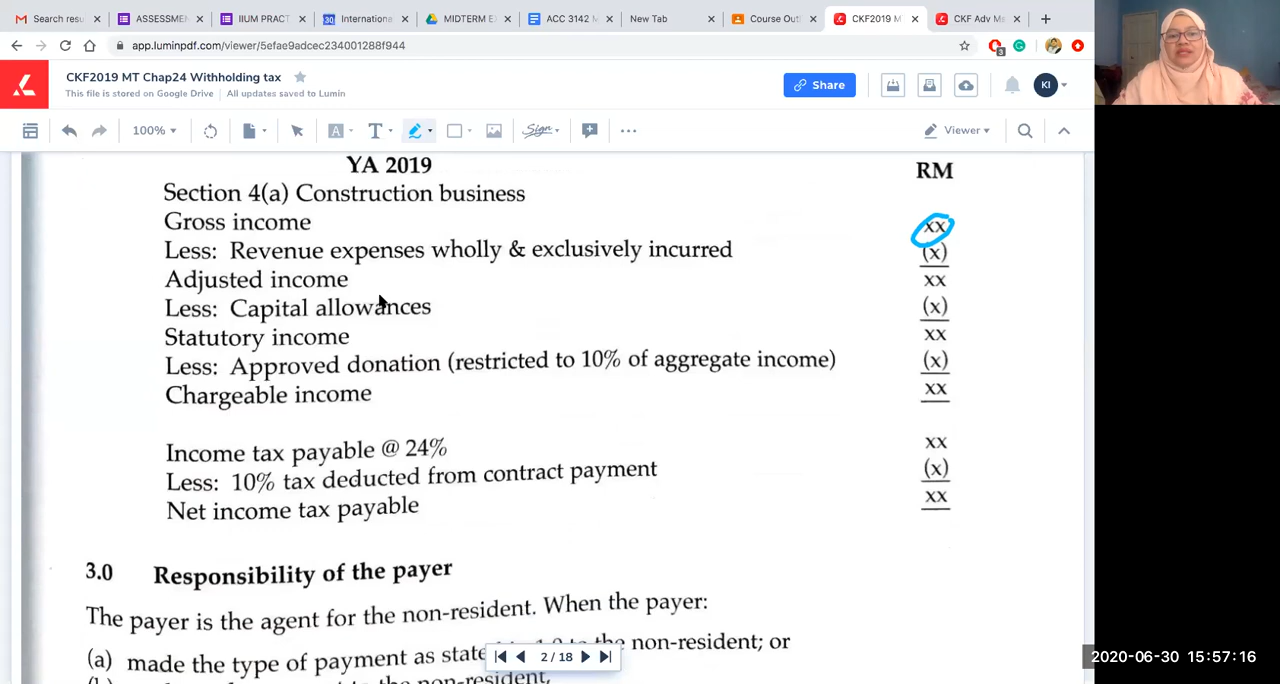 Search resu
ASSESSMEN
IIUM PRACT
Internationa
MIDTERM E
ACC 3142 M
New Tab
Course Out
CKF2019 M
CKF Adv Me
app.luminpdf.com/viewer/5efae9adcec234001288f944
CKF2019 MT Chap24 Withholding tax
This file is stored on Google Drive | All updates saved to Lumin
Share
KI
100%
A
T
Sign
Viewer
YA 2019
RM
Section 4(a) Construction business
Gross income xx
Less: Revenue expenses wholly & exclusively incurred (x)
Adjusted income xx
Less: Capital allowances (x)
Statutory income xx
Less: Approved donation (restricted to 10% of aggregate income) (x)
Chargeable income xx
Income tax payable @ 24% xx
Less: 10% tax deducted from contract payment (x)
Net income tax payable xx
3.0 Responsibility of the payer
The payer is the agent for the non-resident. When the payer:
(a) made the type of payment as state to the non-resident; or
the non-resident,
2 / 18
2020-06-30 15:57:16